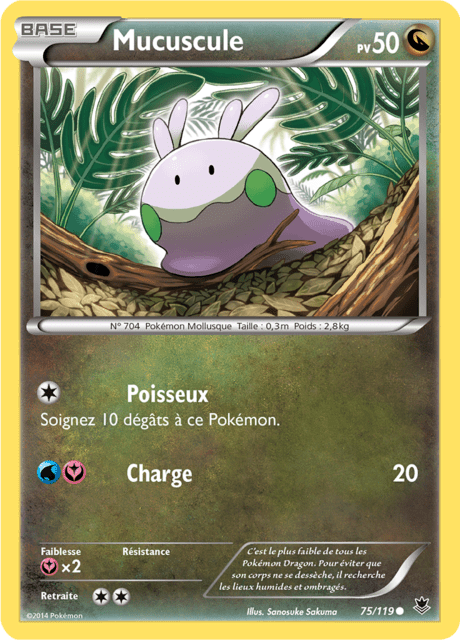 BASE
Mucuscule
PV50
N° 704 Pokémon Mollusque Taille : 0,3m Poids : 2,8kg
Poisseux
Soignez 10 dégâts à ce Pokémon.
Charge 20
Faiblesse Résistance
×2
Retraite
C'est le plus faible de tous les
Pokémon Dragon. Pour éviter que
son corps ne se dessèche, il recherche
les lieux humides et ombragés.
©2014 Pokémon
Illus. Sanosuke Sakuma
75/119